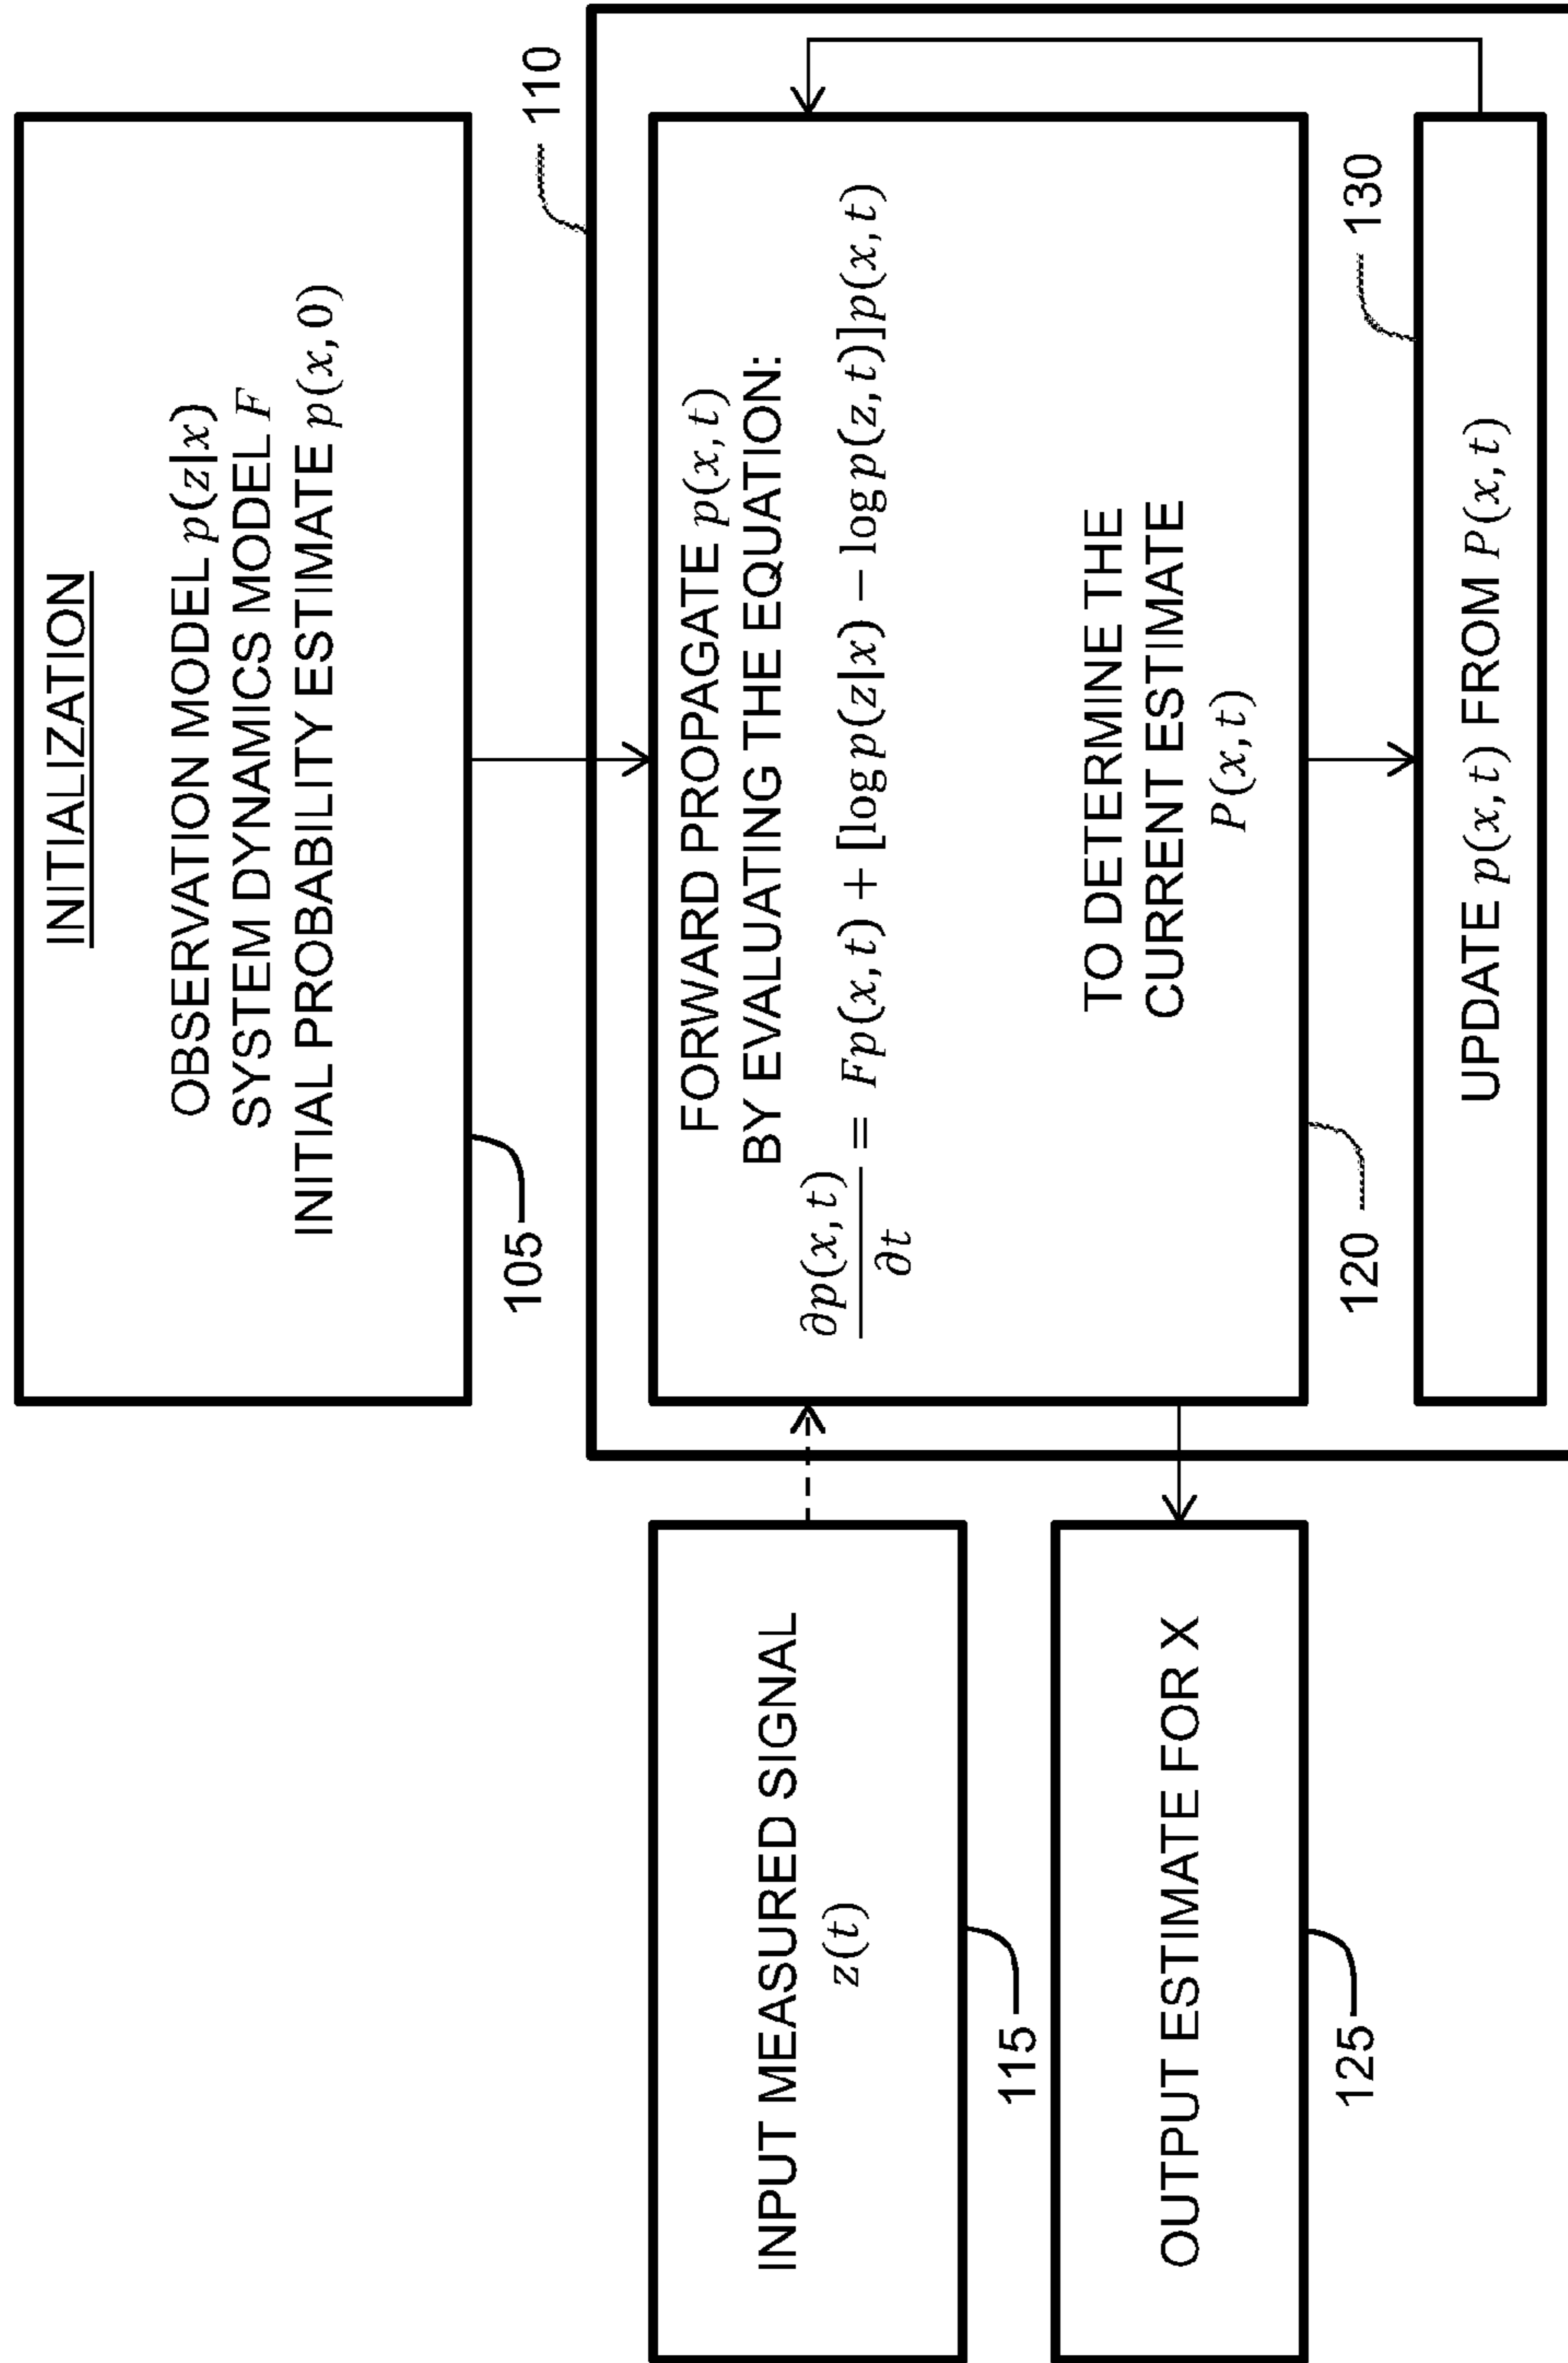 INITIALIZATION
OBSERVATION MODEL p(z|x)
SYSTEM DYNAMICS MODEL F
INITIAL PROBABILITY ESTIMATE p(x, 0)
105
110
INPUT MEASURED SIGNAL
z(t)
115
FORWARD PROPAGATE p(x, t)
BY EVALUATING THE EQUATION:
∂p(x, t)/∂t = Fp(x, t) + [log p(z|x) − log p(z, t)]p(x, t)
TO DETERMINE THE
CURRENT ESTIMATE
P(x, t)
120
OUTPUT ESTIMATE FOR X
125
130
UPDATE p(x, t) FROM P(x, t)